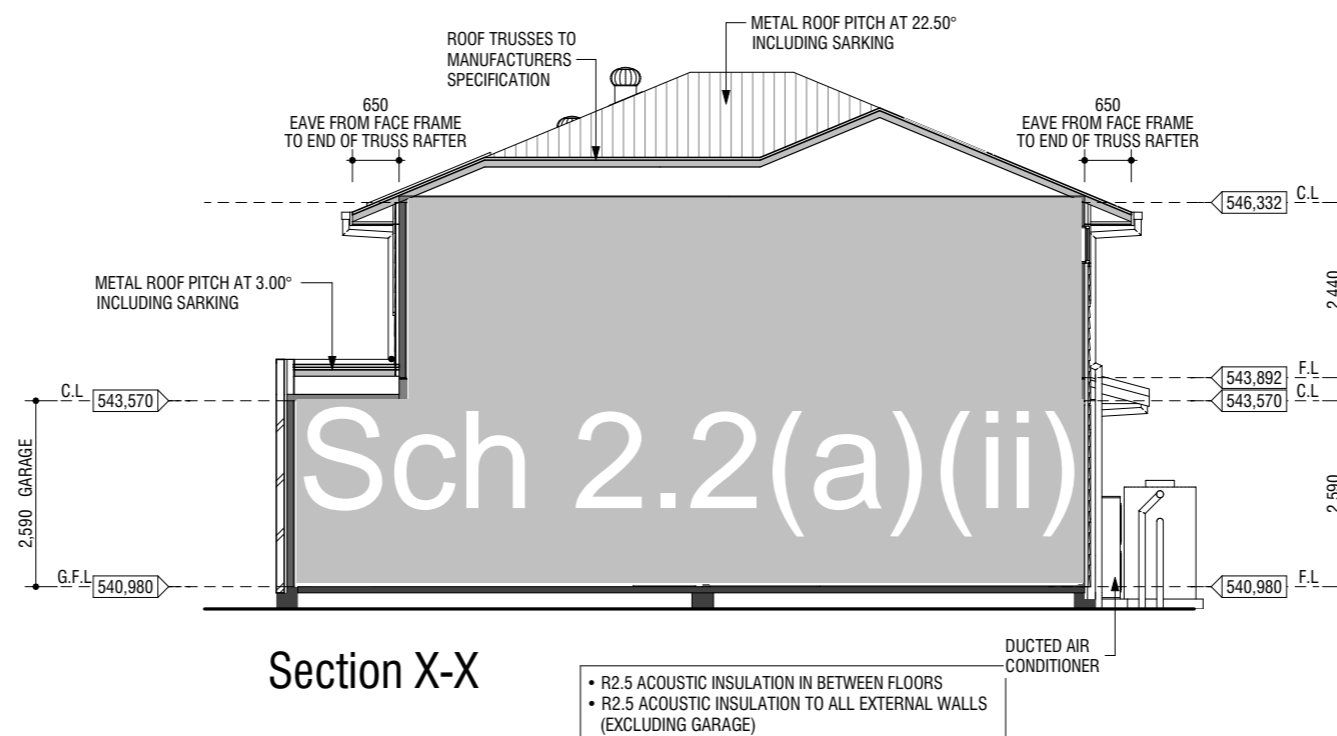 METAL ROOF PITCH AT 22.50°
INCLUDING SARKING
ROOF TRUSSES TO
MANUFACTURERS
SPECIFICATION
650
EAVE FROM FACE FRAME
TO END OF TRUSS RAFTER
650
EAVE FROM FACE FRAME
TO END OF TRUSS RAFTER
546,332 C.L
METAL ROOF PITCH AT 3.00°
INCLUDING SARKING
2,440
543,892 F.L
C.L 543,570
543,570 C.L
Sch 2.2(a)(ii)
2,590 GARAGE
2,590
G.F.L 540,980
540,980 F.L
Section X-X
DUCTED AIR
CONDITIONER
• R2.5 ACOUSTIC INSULATION IN BETWEEN FLOORS
• R2.5 ACOUSTIC INSULATION TO ALL EXTERNAL WALLS
(EXCLUDING GARAGE)